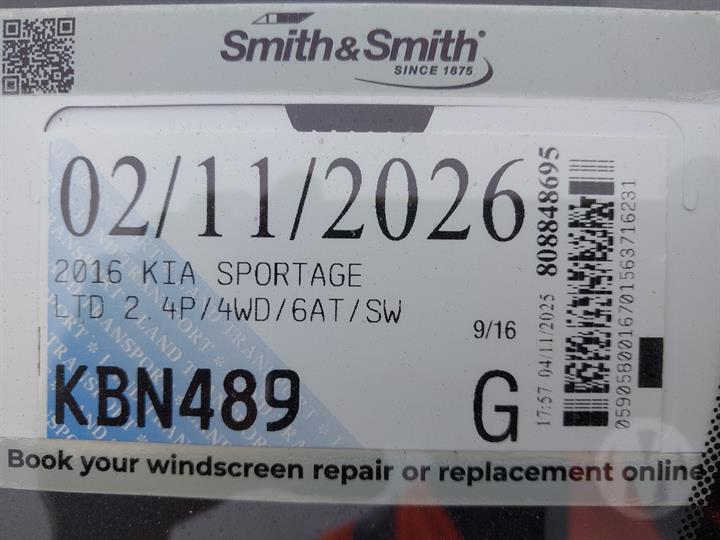 Smith&Smith®
SINCE 1875
02/11/2026
2016 KIA SPORTAGE
LTD 2.4P/4WD/6AT/SW
9/16
KBN489
G
17:57 04/11/2025 808848695
0590580016701563716231
Book your windscreen repair or replacement online